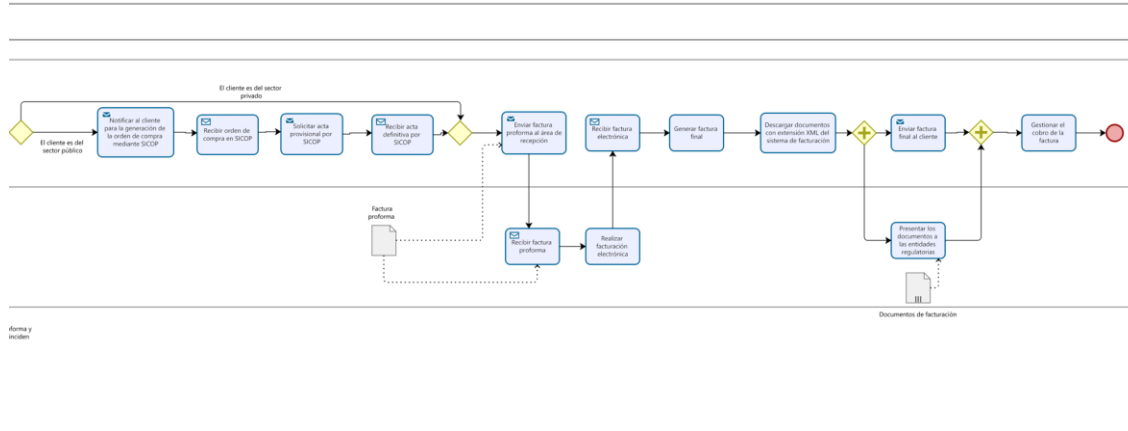 El cliente es del sector
privado
El cliente es del
sector público
Notificar al cliente
para la generación de
la orden de compra
mediante SICOP
Recibir orden de
compra en SICOP
Solicitar acta
provisional por
SICOP
Recibir acta
definitiva por
SICOP
Enviar factura
proforma al área de
recepción
Recibir factura
electrónica
Generar factura
final
Descargar documentos
con extensión XML del
sistema de facturación
Enviar factura
final al cliente
Gestionar el
cobro de la
factura
Factura
proforma
Recibir factura
proforma
Realizar
facturación
electrónica
Presentar los
documentos a
las entidades
regulatorias
Documentos de facturación
oforma y
inciden